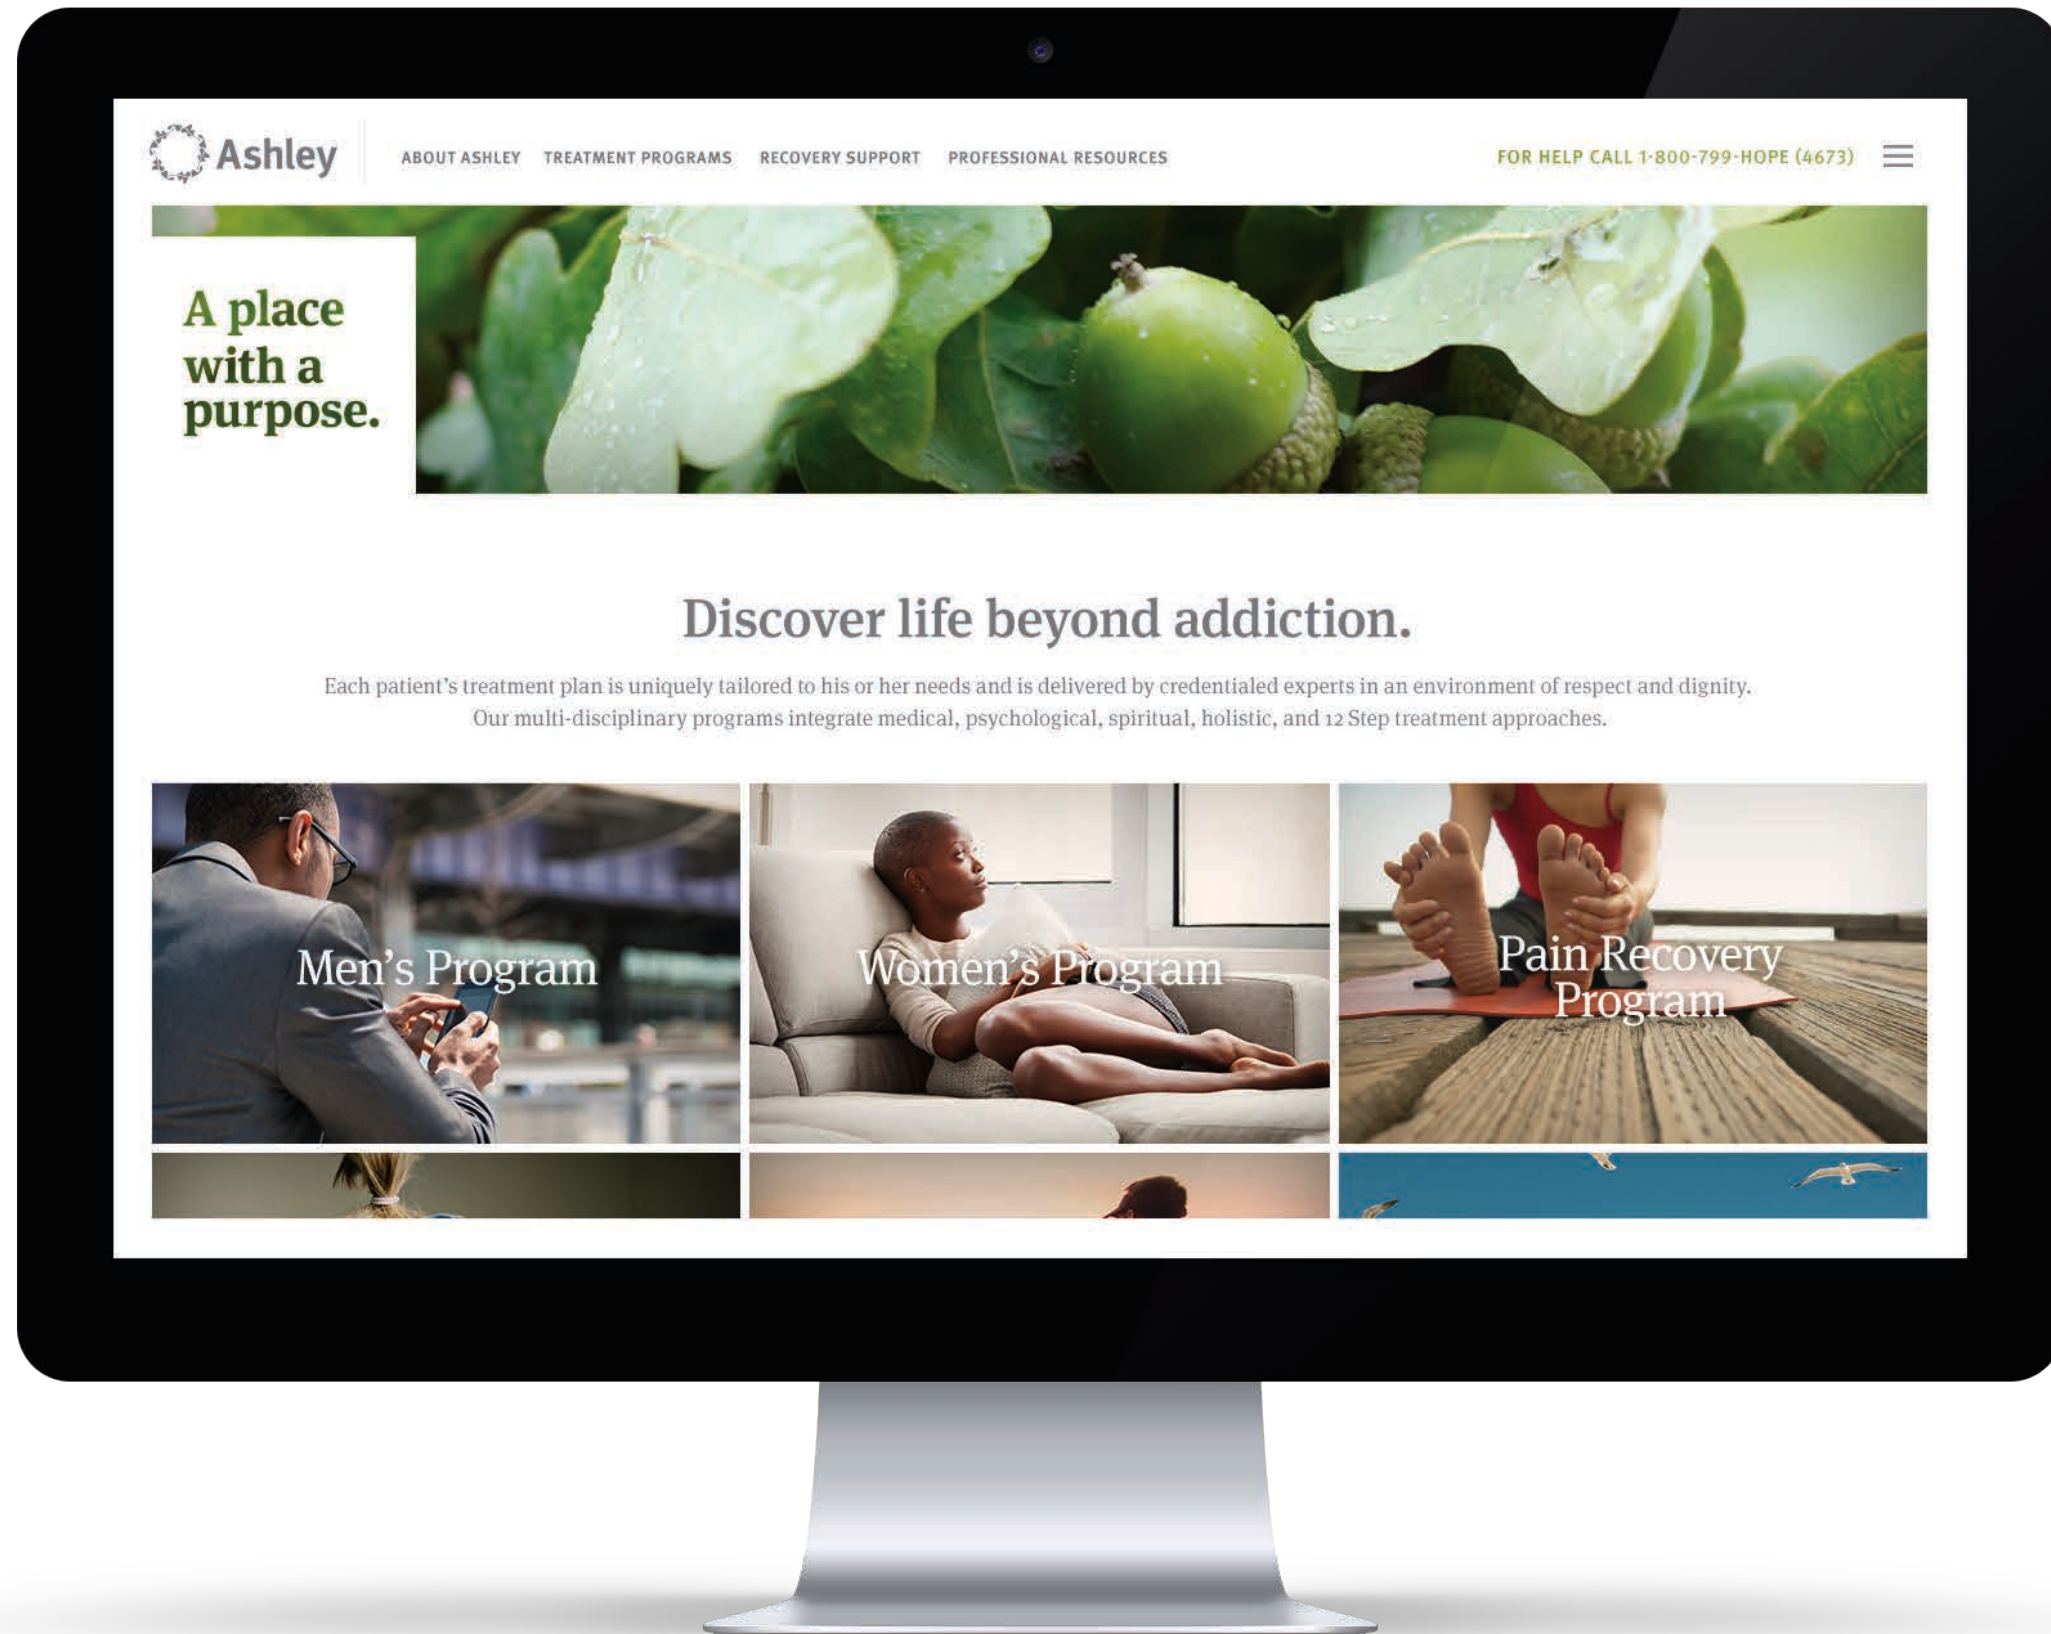 Ashley
ABOUT ASHLEY TREATMENT PROGRAMS RECOVERY SUPPORT PROFESSIONAL RESOURCES
FOR HELP CALL 1-800-799-HOPE (4673)
A place
with a
purpose.
Discover life beyond addiction.
Each patient’s treatment plan is uniquely tailored to his or her needs and is delivered by credentialed experts in an environment of respect and dignity.
Our multi-disciplinary programs integrate medical, psychological, spiritual, holistic, and 12 Step treatment approaches.
Men’s Program
Women’s Program
Pain Recovery
Program